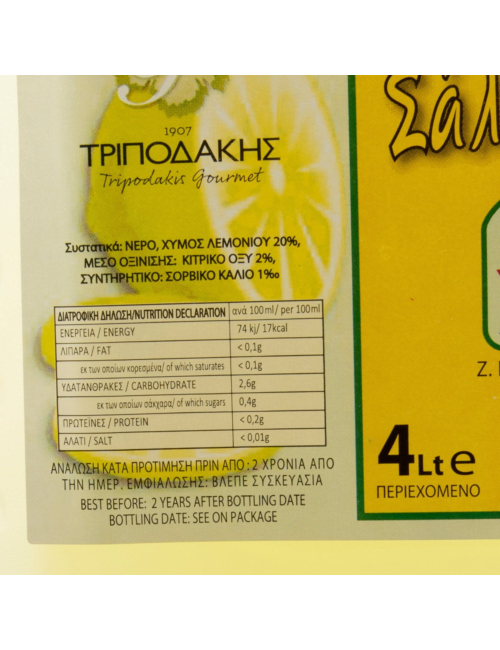 1907
ΤΡΙΠΟΔΑΚΗΣ
Tripodakis Gourmet
Συστατικά: ΝΕΡΟ, ΧΥΜΟΣ ΛΕΜΟΝΙΟΥ 20%,
ΜΕΣΟ ΟΞΙΝΙΣΗΣ: ΚΙΤΡΙΚΟ ΟΞΥ 2%,
ΣΥΝΤΗΡΗΤΙΚΟ: ΣΟΡΒΙΚΟ ΚΑΛΙΟ 1‰
ΔΙΑΤΡΟΦΙΚΗ ΔΗΛΩΣΗ/NUTRITION DECLARATION ανά 100ml/ per 100ml
ΕΝΕΡΓΕΙΑ / ENERGY 74 kj/ 17kcal
ΛΙΠΑΡΑ / FAT < 0,1g
εκ των οποίων κορεσμένα/ of which saturates < 0,1g
ΥΔΑΤΑΝΘΡΑΚΕΣ / CARBOHYDRATE 2,6g
εκ των οποίων σάκχαρα/ of which sugars 0,4g
ΠΡΩΤΕΪΝΕΣ / PROTEIN < 0,2g
ΑΛΑΤΙ / SALT < 0,01g
ΑΝΑΛΩΣΗ ΚΑΤΑ ΠΡΟΤΙΜΗΣΗ ΠΡΙΝ ΑΠΟ : 2 ΧΡΟΝΙΑ ΑΠΟ
ΤΗΝ ΗΜΕΡ. ΕΜΦΙΑΛΩΣΗΣ: ΒΛΕΠΕ ΣΥΣΚΕΥΑΣΙΑ
BEST BEFORE: 2 YEARS AFTER BOTTLING DATE
BOTTLING DATE: SEE ON PACKAGE
Σάλ
Ζ.
4Lt e
ΠΕΡΙΕΧΟΜΕΝΟ